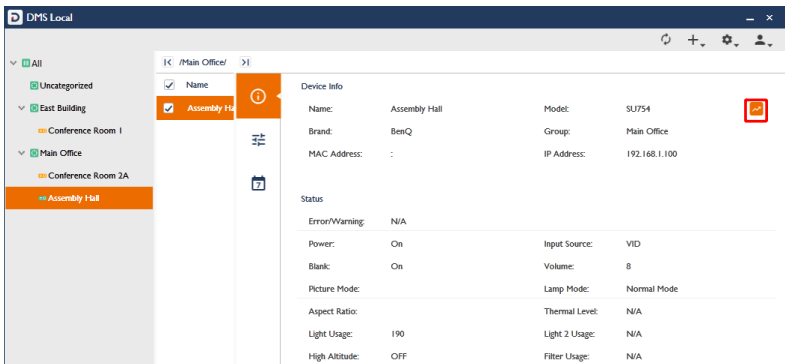 DMS Local
All
Uncategorized
East Building
Conference Room 1
Main Office
Conference Room 2A
Assembly Hall
/Main Office/
Name
Assembly Ha
7
Device Info
Name: Assembly Hall Model: SU754
Brand: BenQ Group: Main Office
MAC Address: : IP Address: 192.168.1.100
Status
Error/Warning: N/A
Power: On Input Source: VID
Blank: On Volume: 8
Picture Mode: Lamp Mode: Normal Mode
Aspect Ratio: Thermal Level: N/A
Light Usage: 190 Light 2 Usage: N/A
High Altitude: OFF Filter Usage: N/A